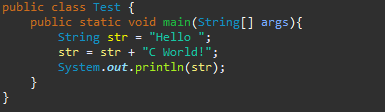 public class Test {
    public static void main(String[] args){
        String str = "Hello ";
        str = str + "C World!";
        System.out.println(str);
    }
}